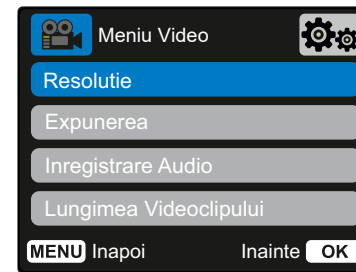 Meniu Video
Resolutie
Expunerea
Inregistrare Audio
Lungimea Videoclipului
MENU Inapoi Inainte OK